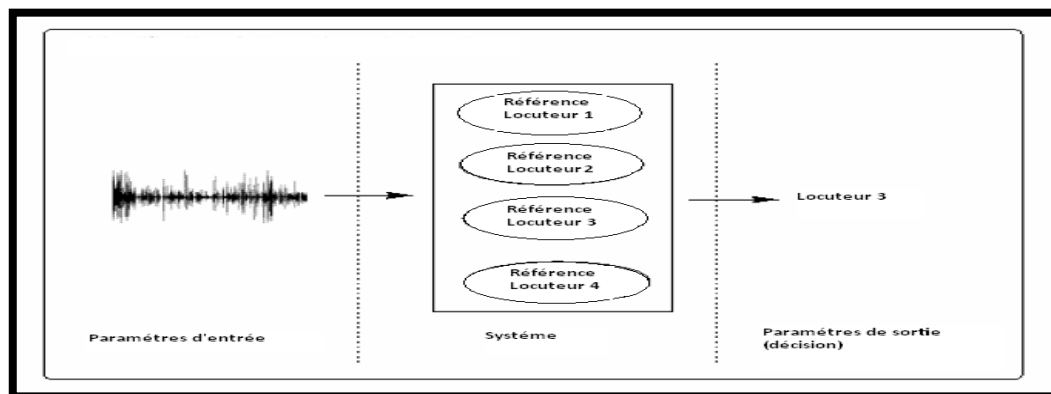 Référence
Locuteur 1
Référence
Locuteur 2
Référence
Locuteur 3
Référence
Locuteur 4
Locuteur 3
Paramétres d'entrée
Systéme
Paramétres de sortie
(décision)